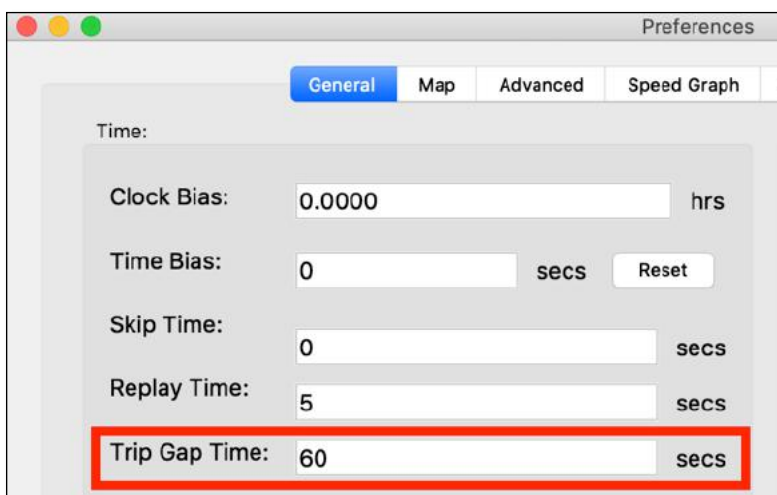 Preferences
General Map Advanced Speed Graph
Time:
Clock Bias: 0.0000 hrs
Time Bias: 0 secs Reset
Skip Time: 0 secs
Replay Time: 5 secs
Trip Gap Time: 60 secs